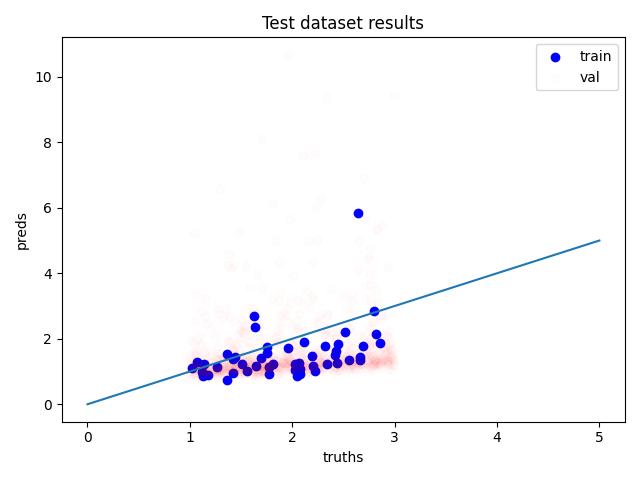 Test dataset results
train
val
preds
10
8
6
4
2
0
0 1 2 3 4 5
truths